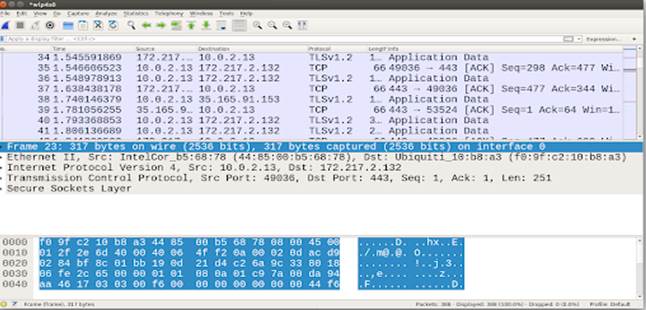 *wlp4s0
File Edit View Go Capture Analyze Statistics Telephony Wireless Tools Help
Apply a display filter ... <Ctrl-/> Expression...
No. Time Source Destination Protocol Length Info
34 1.545591869 172.217.... 10.0.2.13 TLSv1.2 1... Application Data
35 1.546606523 10.0.2.13 172.217.2.132 TCP 66 49036 → 443 [ACK] Seq=298 Ack=477 Wi...
36 1.548978913 10.0.2.13 172.217.2.132 TLSv1.2 1... Application Data
37 1.638438178 172.217.... 10.0.2.13 TCP 66 443 → 49036 [ACK] Seq=477 Ack=344 Wi...
38 1.740146379 10.0.2.13 35.165.91.153 TLSv1.2 1... Application Data
39 1.781056255 35.165.9... 10.0.2.13 TCP 66 443 → 53524 [ACK] Seq=1 Ack=64 Win=1...
40 1.793368853 10.0.2.13 172.217.2.132 TLSv1.2 3... Application Data
41 1.806136689 10.0.2.13 172.217.2.132 TLSv1.2 2... Application Data
Frame 23: 317 bytes on wire (2536 bits), 317 bytes captured (2536 bits) on interface 0
Ethernet II, Src: IntelCor_b5:68:78 (44:85:00:b5:68:78), Dst: Ubiquiti_10:b8:a3 (f0:9f:c2:10:b8:a3)
Internet Protocol Version 4, Src: 10.0.2.13, Dst: 172.217.2.132
Transmission Control Protocol, Src Port: 49036, Dst Port: 443, Seq: 1, Ack: 1, Len: 251
Secure Sockets Layer
0000 f0 9f c2 10 b8 a3 44 85 00 b5 68 78 08 00 45 00 ......D. ..hx..E.
0010 01 2f 2e 6d 40 00 40 06 4f f2 0a 00 02 0d ac d9 ./.m@.@. O.......
0020 02 84 bf 8c 01 bb 19 0d 21 d4 c2 6a 9c 33 80 18 ........ !..j.3..
0030 06 fe 2c 65 00 00 01 01 08 0a 01 c9 7a 00 da 94 ..,e.... ....z...
0040 aa 46 17 03 03 00 f6 00 00 00 00 00 00 00 44 f6 .F...... ......D.
Frame (frame), 317 bytes Packets: 388 · Displayed: 388 (100.0%) · Dropped: 0 (0.0%) Profile: Default